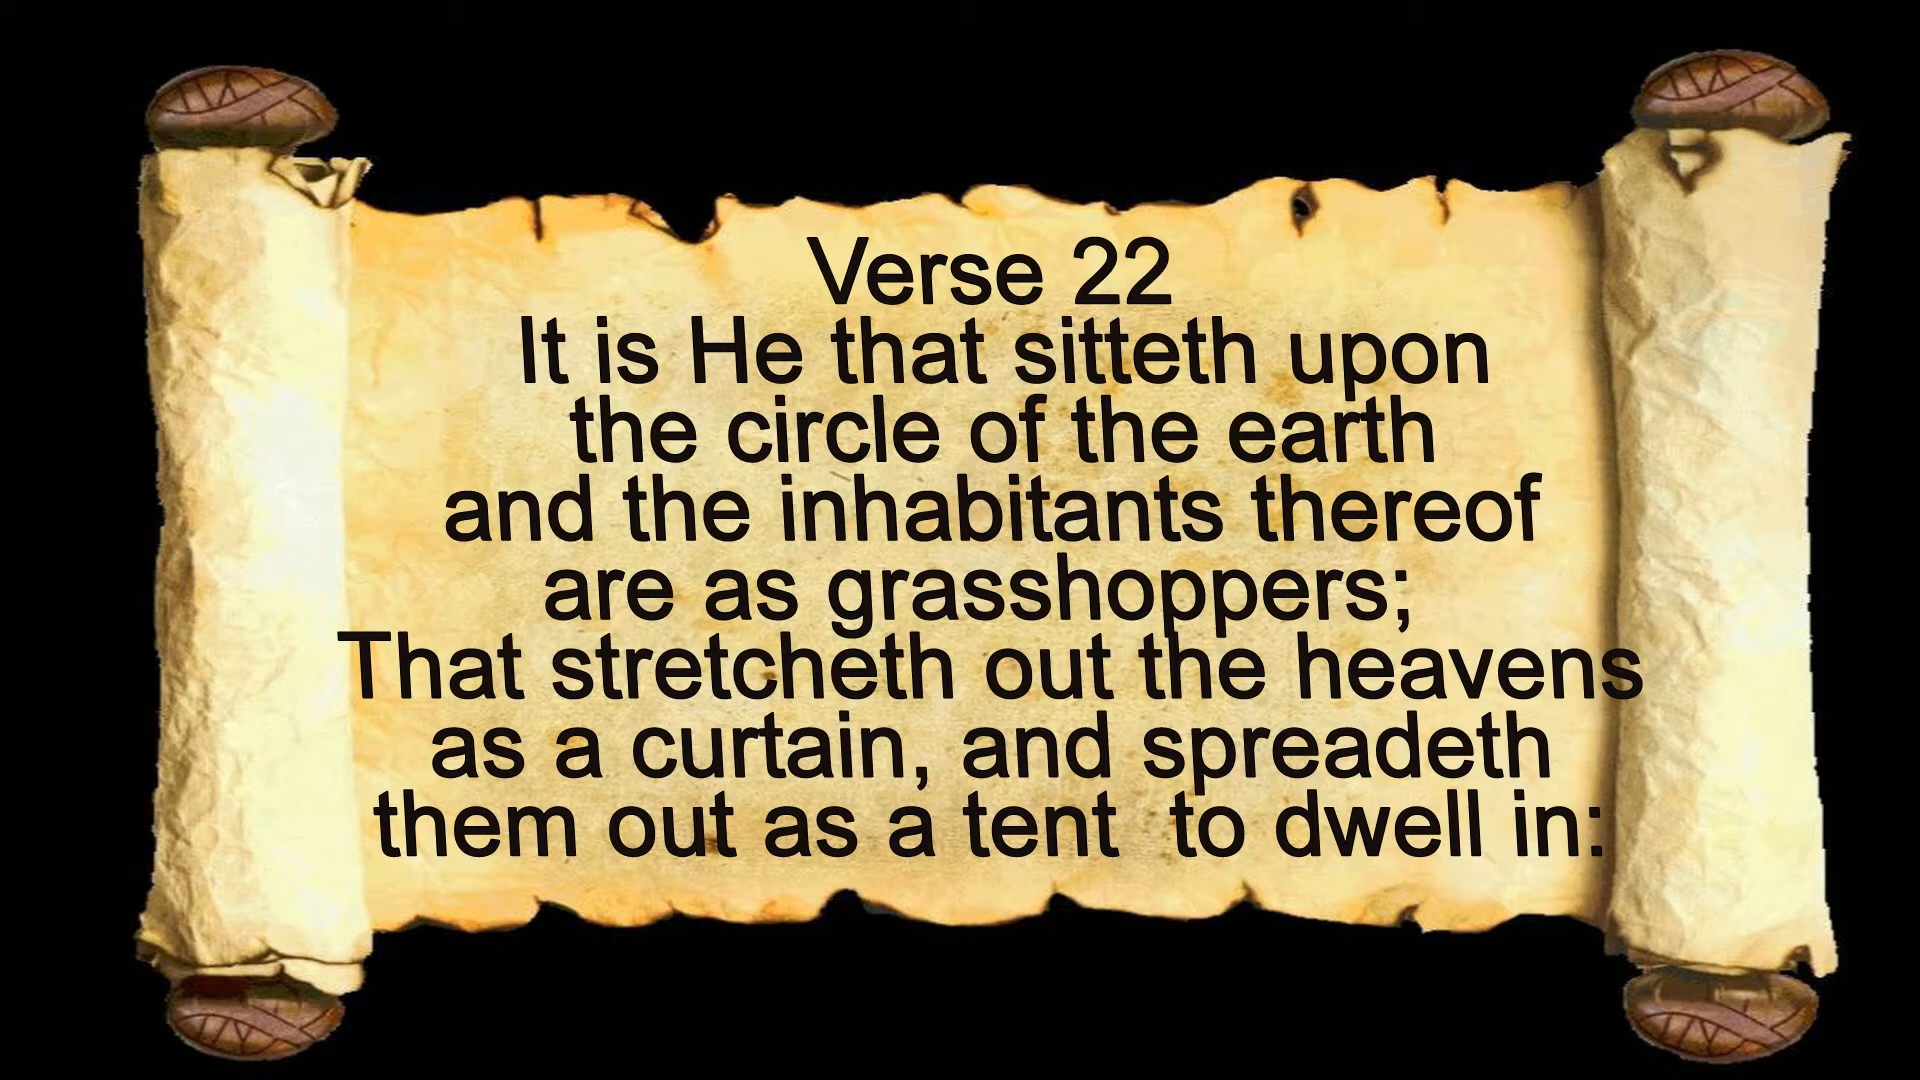 Verse 22
It is He that sitteth upon
the circle of the earth
and the inhabitants thereof
are as grasshoppers;
That stretcheth out the heavens
as a curtain, and spreadeth
them out as a tent  to dwell in: